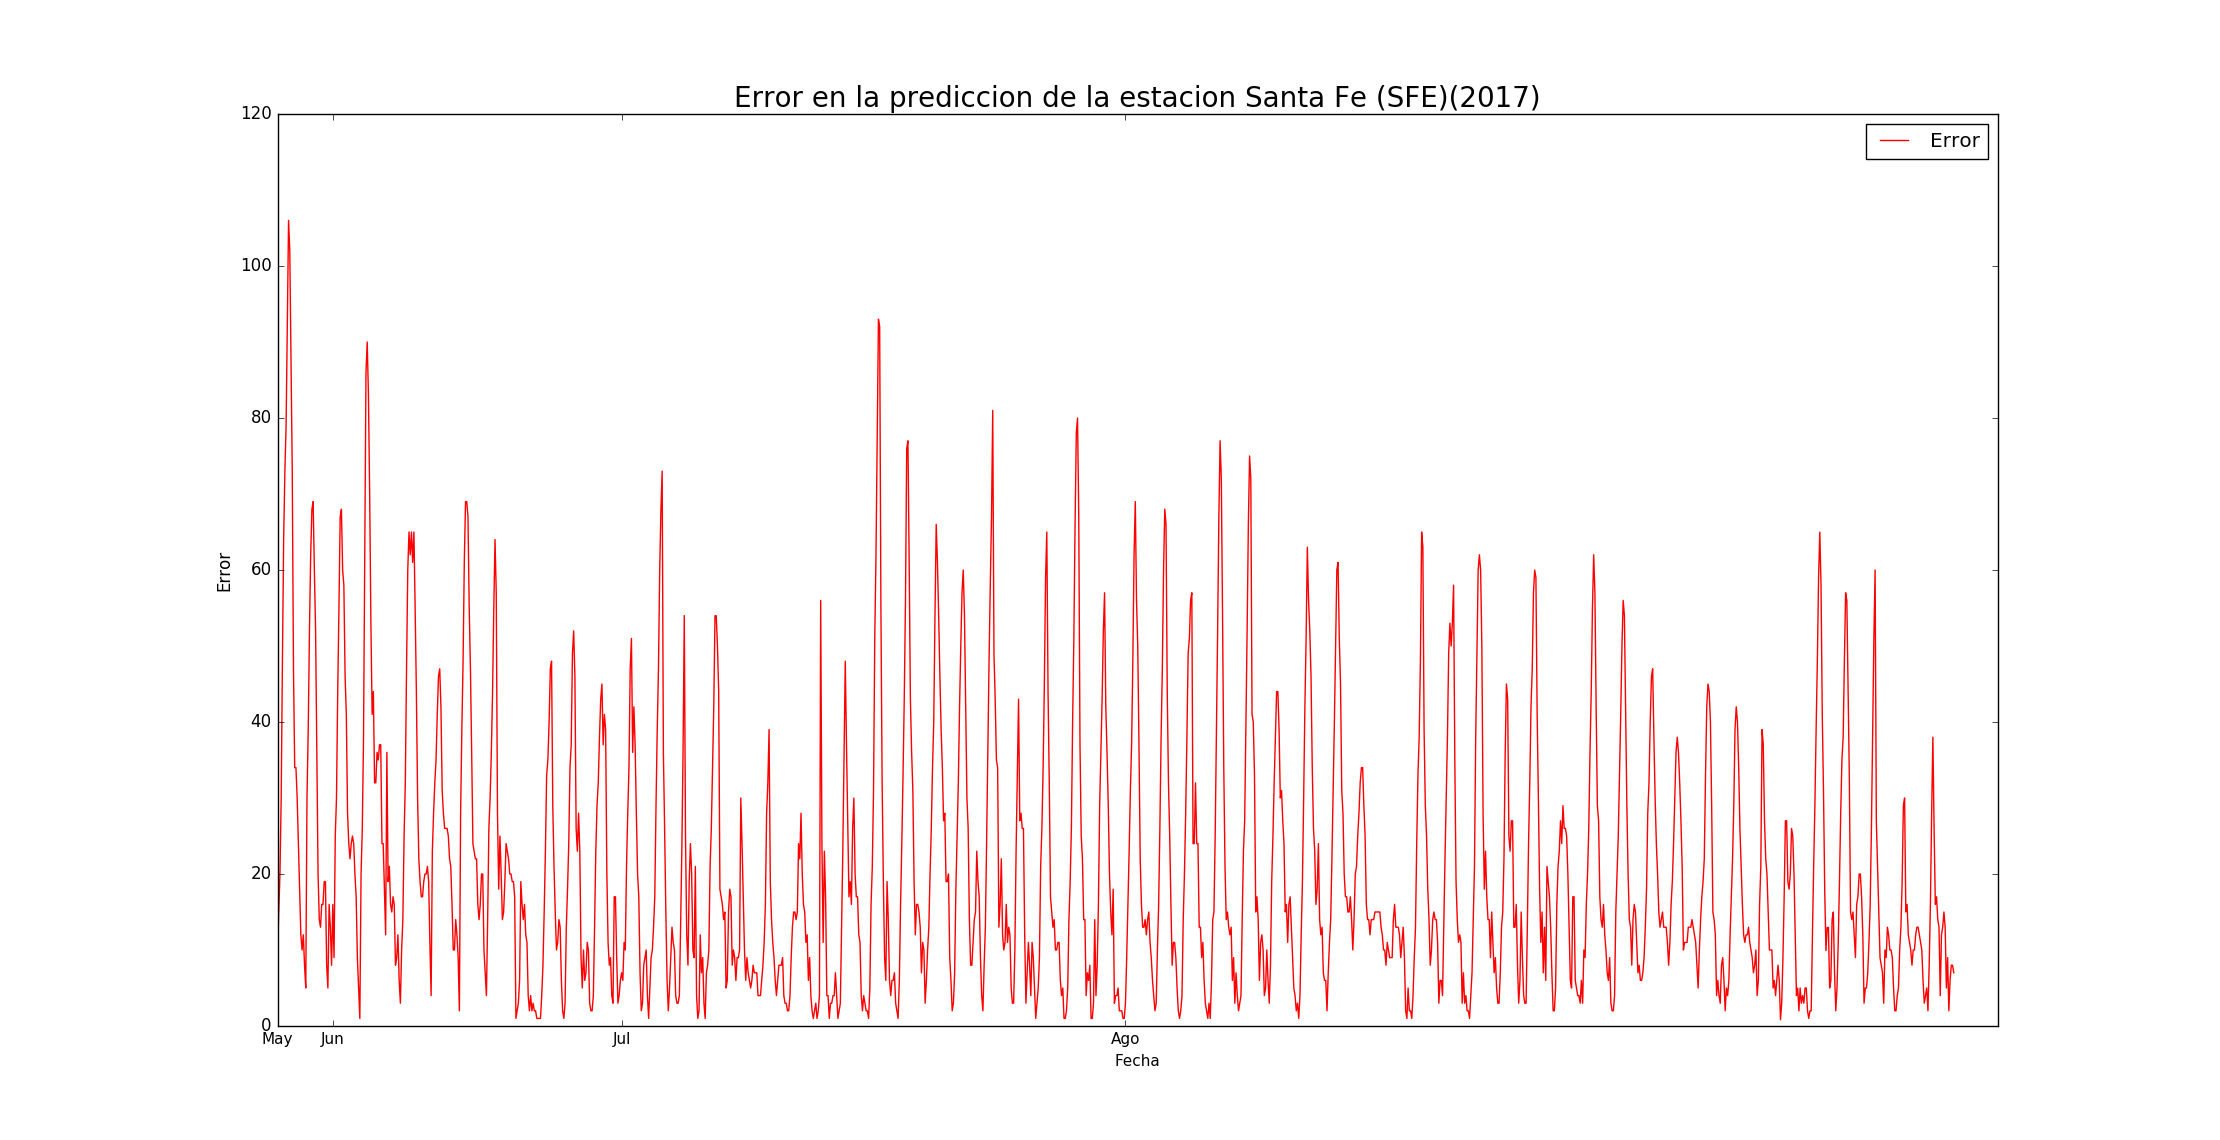 Error en la prediccion de la estacion Santa Fe (SFE)(2017)
Error
120
100
80
60
40
20
0
Error
May Jun Jul Ago
Fecha